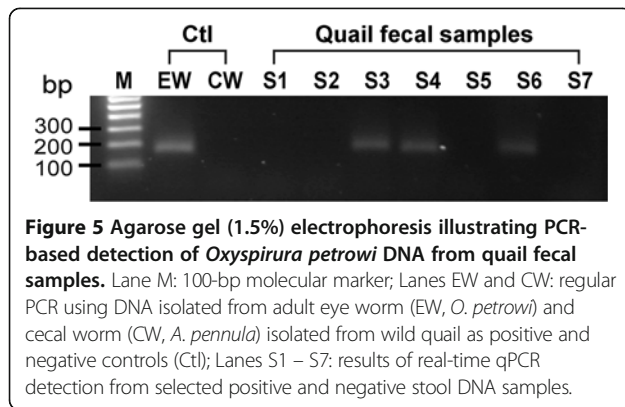 Ctl Quail fecal samples
bp M EW CW S1 S2 S3 S4 S5 S6 S7
300
200
100
Figure 5 Agarose gel (1.5%) electrophoresis illustrating PCR-
based detection of Oxyspirura petrowi DNA from quail fecal
samples. Lane M: 100-bp molecular marker; Lanes EW and CW: regular
PCR using DNA isolated from adult eye worm (EW, O. petrowi) and
cecal worm (CW, A. pennula) isolated from wild quail as positive and
negative controls (Ctl); Lanes S1 – S7: results of real-time qPCR
detection from selected positive and negative stool DNA samples.